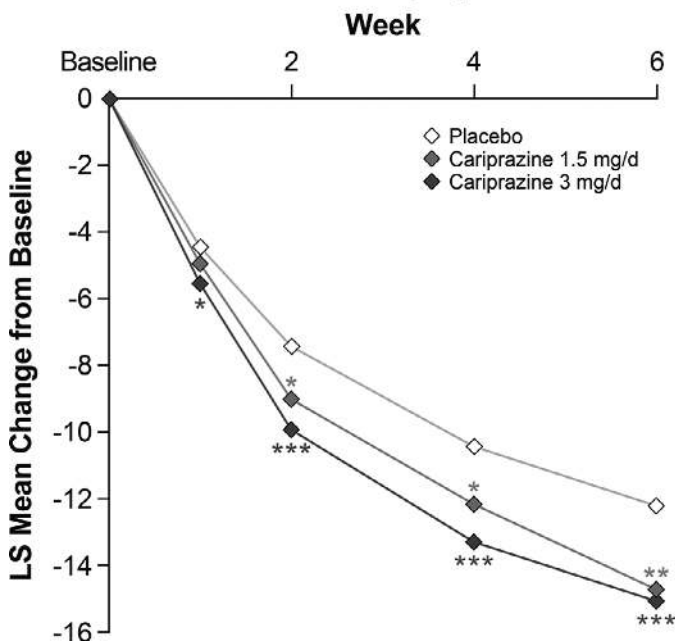 Week
Baseline 2 4 6
0
-2
-4
-6
-8
-10
-12
-14
-16
LS Mean Change from Baseline
Placebo
Cariprazine 1.5 mg/d
Cariprazine 3 mg/d
*
*
***
*
***
**
***